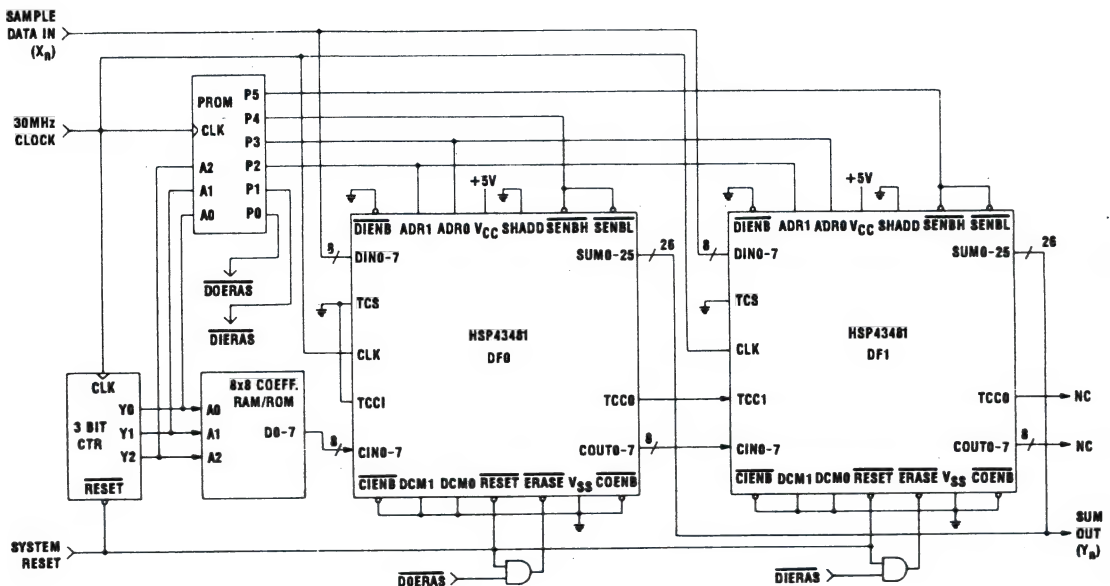 SAMPLE
DATA IN
(Xn)
30MHz
CLOCK
PROM
CLK
A2
A1
A0
P5
P4
P3
P2
P1
P0
DOERAS
DIERAS
CLK
3 BIT
CTR
Y0
Y1
Y2
RESET
8x8 COEFF.
RAM/ROM
A0
A1
A2
D0-7
SYSTEM
RESET
+5V
DIENB ADR1 ADR0 VCC SHADD SENBH SENBL
8
DIN0-7
SUM0-25
26
TCS
HSP43481
DF0
CLK
TCCI
TCCO
8
CIN0-7
COUT0-7
8
CIENB DCM1 DCM0 RESET ERASE VSS COENB
DOERAS
+5V
DIENB ADR1 ADR0 VCC SHADD SENBH SENBL
8
DIN0-7
SUM0-25
26
TCS
HSP43481
DF1
CLK
TCC1
TCC0
NC
CIN0-7
COUT0-7
8
NC
CIENB DCM1 DCM0 RESET ERASE VSS COENB
DIERAS
SUM
OUT
(Yn)